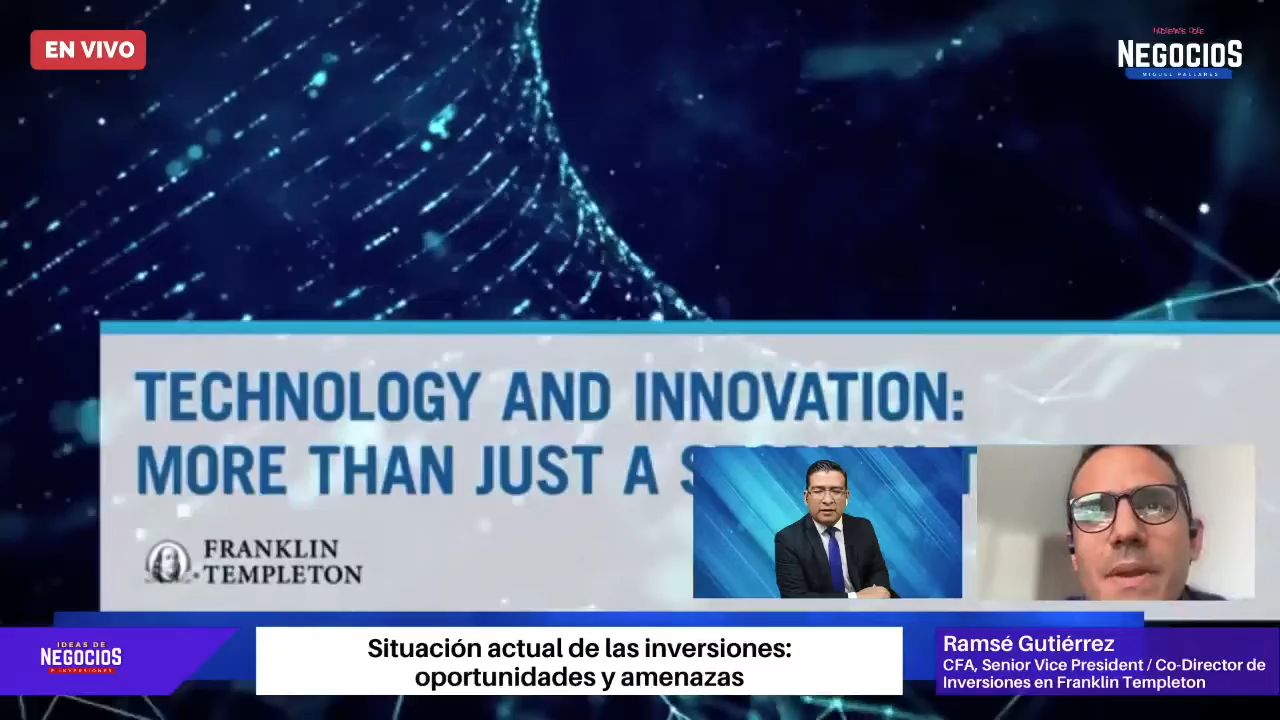 EN VIVO
NEGOCIOS
MIGUEL PALLARES
TECHNOLOGY AND INNOVATION:
MORE THAN JUST A
FRANKLIN
TEMPLETON
IDEAS DE
NEGOCIOS
E INVERSIONES
Situación actual de las inversiones:
oportunidades y amenazas
Ramsé Gutiérrez
CFA, Senior Vice President / Co-Director de
Inversiones en Franklin Templeton